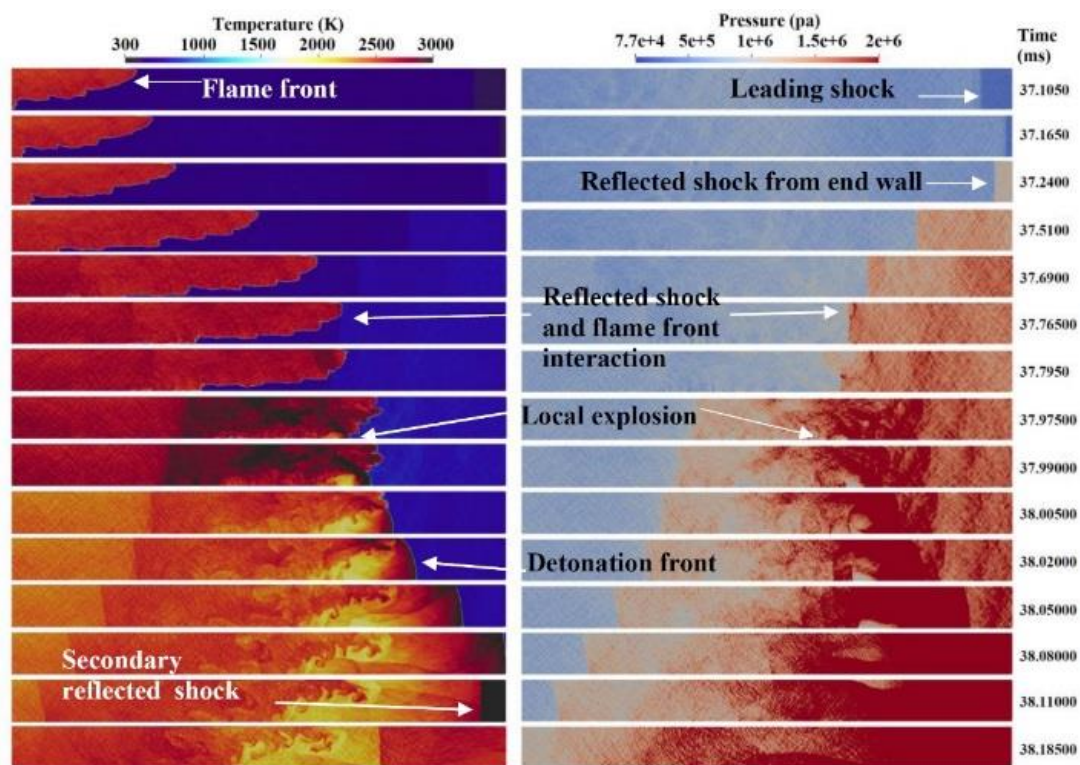 Temperature (K)
300 1000 1500 2000 2500 3000
Pressure (pa)
7.7e+4 5e+5 1e+6 1.5e+6 2e+6
Time
(ms)
Flame front
Leading shock
37.1050
37.1650
Reflected shock from end wall
37.2400
37.5100
37.6900
Reflected shock
and flame front
interaction
37.76500
37.7950
Local explosion
37.97500
37.99000
38.00500
Detonation front
38.02000
38.05000
Secondary
reflected shock
38.08000
38.11000
38.18500